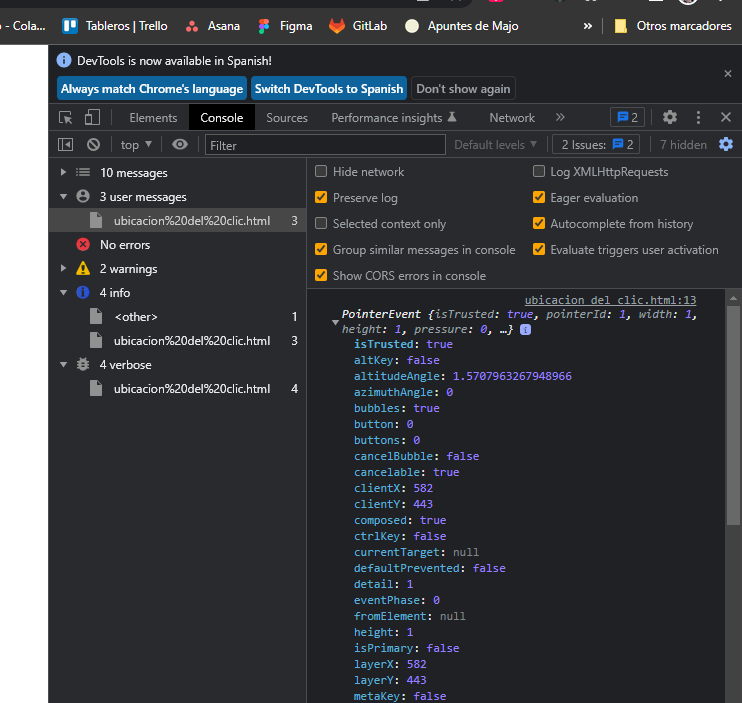 - Cola...
Tableros | Trello
Asana
Figma
GitLab
Apuntes de Majo
»
Otros marcadores
DevTools is now available in Spanish!
Always match Chrome's language
Switch DevTools to Spanish
Don't show again
Elements
Console
Sources
Performance insights
Network
»
2
top
Filter
Default levels
2 Issues:
2
7 hidden
10 messages
3 user messages
ubicacion%20del%20clic.html 3
No errors
2 warnings
4 info
<other> 1
ubicacion%20del%20clic.html 3
4 verbose
ubicacion%20del%20clic.html 4
Hide network
Log XMLHttpRequests
Preserve log
Eager evaluation
Selected context only
Autocomplete from history
Group similar messages in console
Evaluate triggers user activation
Show CORS errors in console
ubicacion del clic.html:13
PointerEvent {isTrusted: true, pointerId: 1, width: 1,
height: 1, pressure: 0, …} i
isTrusted: true
altKey: false
altitudeAngle: 1.5707963267948966
azimuthAngle: 0
bubbles: true
button: 0
buttons: 0
cancelBubble: false
cancelable: true
clientX: 582
clientY: 443
composed: true
ctrlKey: false
currentTarget: null
defaultPrevented: false
detail: 1
eventPhase: 0
fromElement: null
height: 1
isPrimary: false
layerX: 582
layerY: 443
metaKey: false